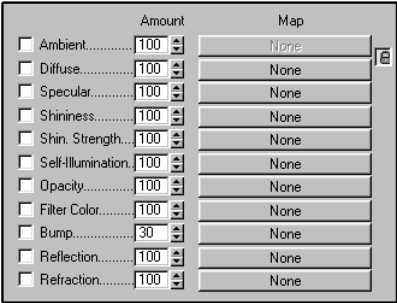 Amount Map
Ambient............ 100 None
Diffuse.............. 100 None
Specular........... 100 None
Shininess.......... 100 None
Shin. Strength.... 100 None
Self-Illumination.. 100 None
Opacity............. 100 None
Filter Color......... 100 None
Bump................ 30 None
Reflection.......... 100 None
Refraction.......... 100 None